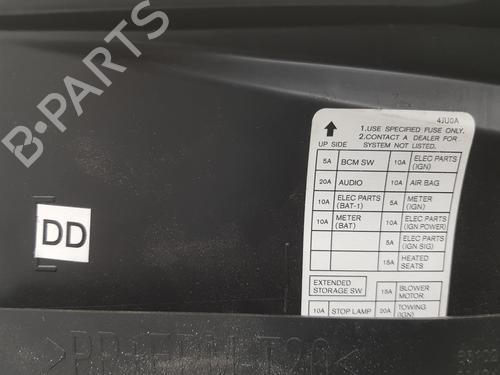 B-PARTS
4JU0A
1.USE SPECIFIED FUSE ONLY.
2.CONTACT A DEALER FOR
SYSTEM NOT LISTED.
UP SIDE
5A BCM SW 10A ELEC PARTS (IGN)
20A AUDIO 10A AIR BAG
10A ELEC PARTS (BAT-1) 5A METER (IGN)
10A METER (BAT) 10A ELEC PARTS (IGN POWER)
5A ELEC PARTS (IGN SIG)
15A HEATED SEATS
EXTENDED STORAGE SW 15A BLOWER MOTOR
10A STOP LAMP 20A TOWING (IGN)
DD